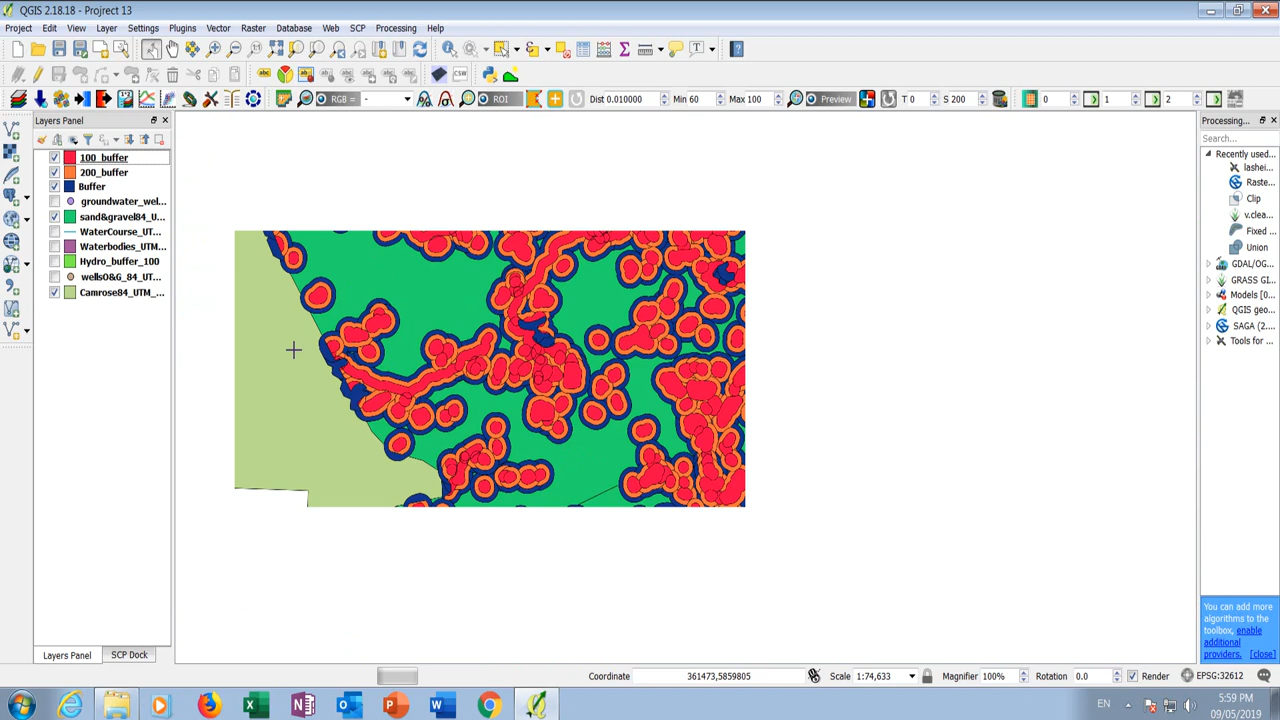 QGIS 2.18.18 - Projrect 13
Project Edit View Layer Settings Plugins Vector Raster Database Web SCP Processing Help
RGB = - ROI Dist 0.010000 Min 60 Max 100 Preview T 0 S 200 0 1 2
Layers Panel
100_buffer
200_buffer
Buffer
groundwater_wel...
sand&gravel84_U...
WaterCourse_UT...
Waterbodies_UTM...
Hydro_buffer_100
wellsO&G_84_UT...
Camrose84_UTM_...
Layers Panel SCP Dock
Processing...
Search...
Recently used...
lashei...
Raste...
Clip
v.clea...
Fixed ...
Union
GDAL/OG...
GRASS GI...
Models [0...
QGIS geo...
SAGA (2....
Tools for ...
You can add more
algorithms to the
toolbox, enable
additional
providers. [close]
Coordinate 361473,5859805 Scale 1:74,633 Magnifier 100% Rotation 0.0 Render EPSG:32612
EN 5:59 PM
09/05/2019